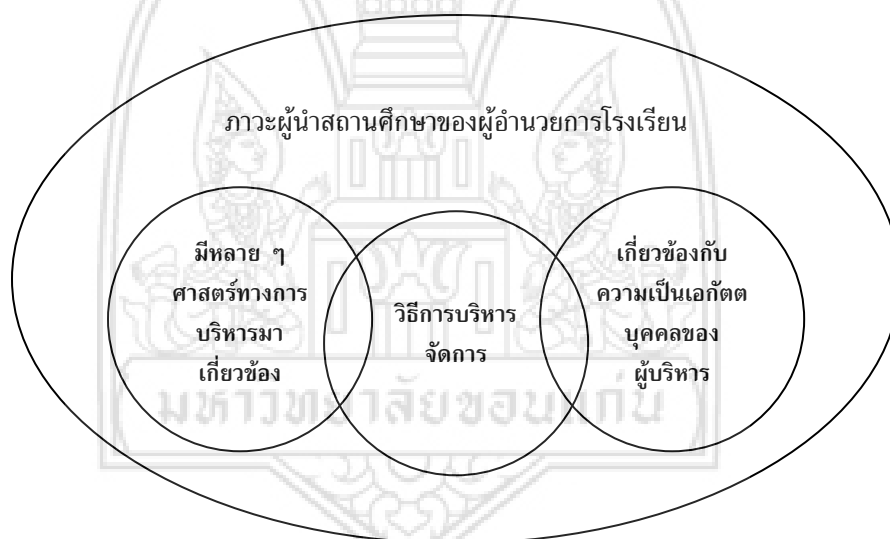 ภาวะผู้นำสถานศึกษาของผู้อำนวยการโรงเรียน
มีหลาย ๆ
ศาสตร์ทางการ
บริหารมา
เกี่ยวข้อง
วิธีการบริหาร
จัดการ
เกี่ยวข้องกับ
ความเป็นเอกัตต
บุคคลของ
ผู้บริหาร
มหาวิทยาลัยขอนแก่น